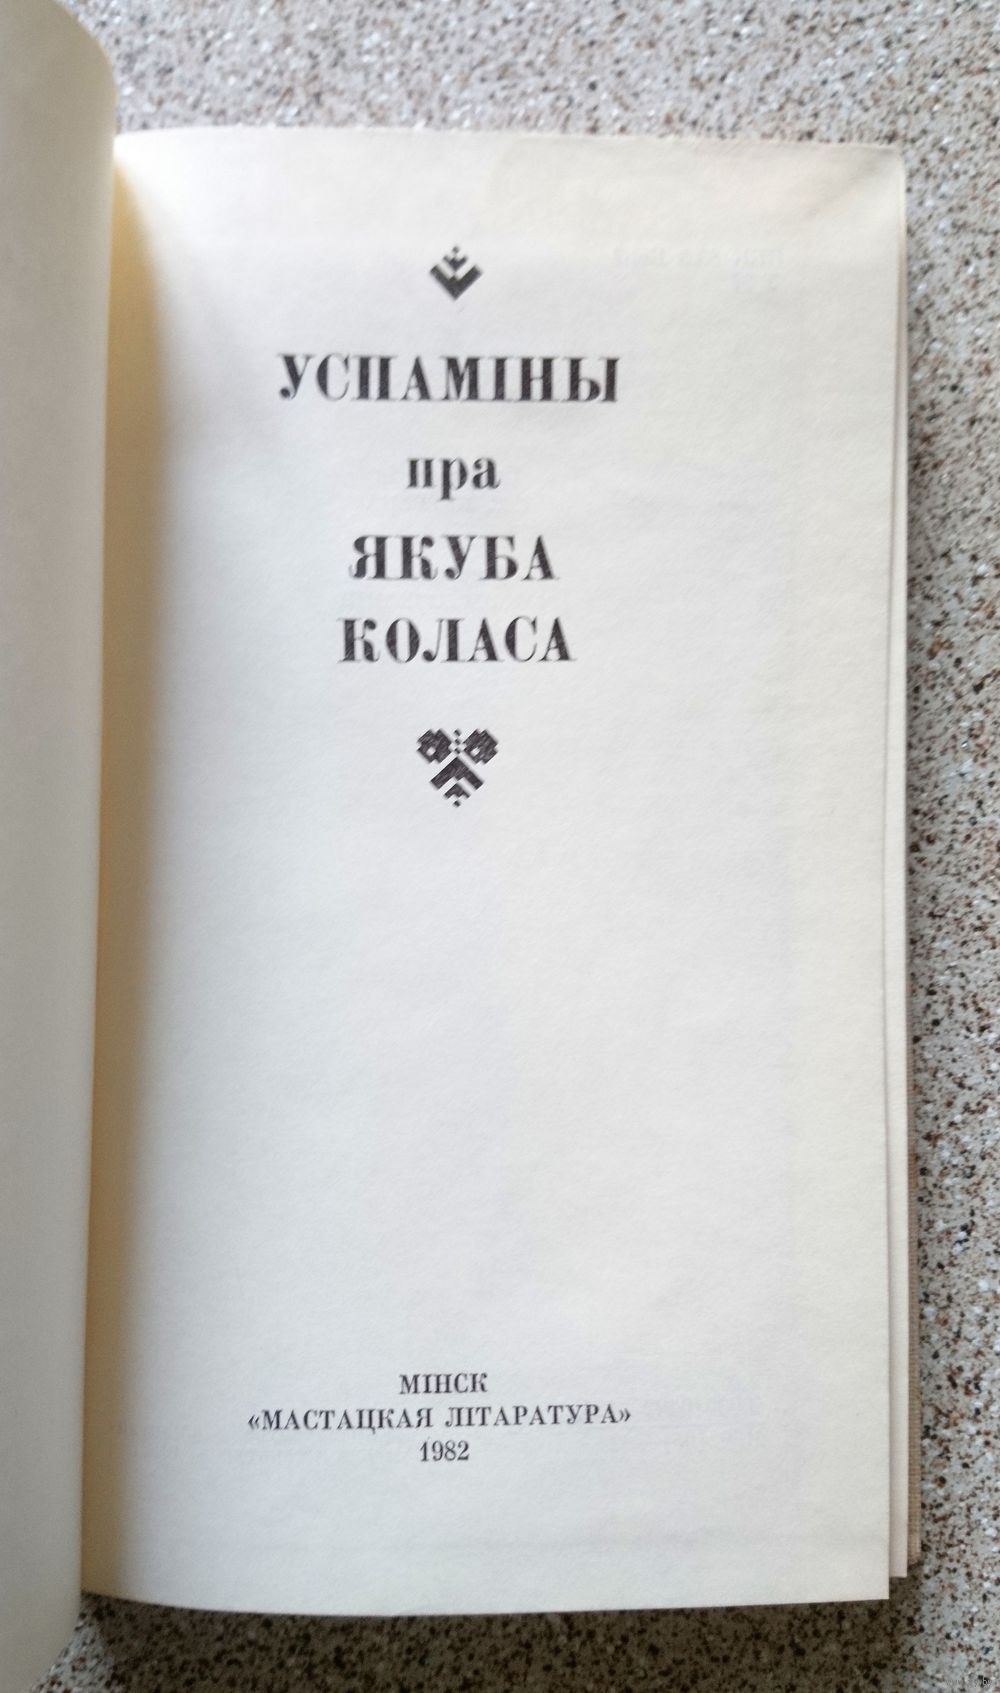 УСПАМІНЫ
пра
ЯКУБА
КОЛАСА
МІНСК
«МАСТАЦКАЯ ЛІТАРАТУРА»
1982